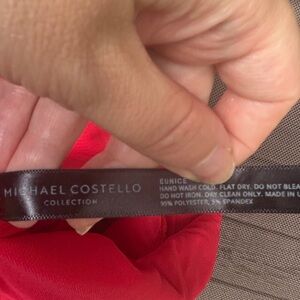 MICHAEL COSTELLO
COLLECTION
EUNICE
HAND WASH COLD. FLAT DRY. DO NOT BLEA
DO NOT IRON. DRY CLEAN ONLY. MADE IN
95% POLYESTER, 5% SPANDEX